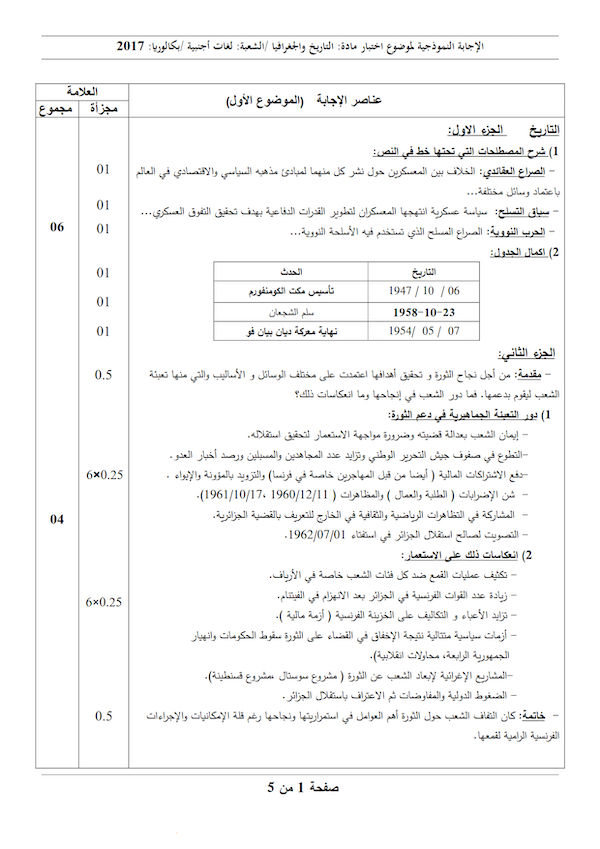 الإجابة النموذجية لموضوع اختبار مادة: التاريخ والجغرافيا /الشعبة: لغات أجنبية /بكالوريا: 2017
عناصر الإجابة (الموضوع الأول)
العلامة
مجزأة
مجموع
التاريخ الجزء الاول:
1) شرح المصطلحات التي تحتها خط في النص:
– الصراع العقائدي: الخلاف بين المعسكرين حول نشر كل منهما لمبادئ مذهبه السياسي والاقتصادي في العالم
01
باعتماد وسائل مختلفة...
– سباق التسلح: سياسة عسكرية انتهجها المعسكران لتطوير القدرات الدفاعية بهدف تحقيق التفوق العسكري...
01
– الحرب النووية: الصراع المسلح الذي تستخدم فيه الأسلحة النووية...
01
06
2) اكمال الجدول:
التاريخ الحدث
06 / 10 / 1947 تأسيس مكت الكومنفورم
01
23-10-1958 سلم الشجعان
01
07 / 05 /1954 نهاية معركة ديان بيان فو
01
الجزء الثاني:
– مقدمة: من أجل نجاح الثورة و تحقيق أهدافها اعتمدت على مختلف الوسائل و الأساليب والتي منها تعبئة
0.5
الشعب ليقوم بدعمها. فما دور الشعب في إنجاحها وما انعكاسات ذلك؟
1) دور التعبئة الجماهيرية في دعم الثورة:
– إيمان الشعب بعدالة قضيته وضرورة مواجهة الاستعمار لتحقيق استقلاله.
–التطوع في صفوف جيش التحرير الوطني وتزايد عدد المجاهدين والمسبلين ورصد أخبار العدو.
–دفع الاشتراكات المالية ( أيضا من قبل المهاجرين خاصة في فرنسا) والتزويد بالمؤونة والإيواء .
6×0.25
– شن الإضرابات ( الطلبة والعمال ) والمظاهرات ( 1960/12/11 ،1961/10/17).
– المشاركة في التظاهرات الرياضية والثقافية في الخارج للتعريف بالقضية الجزائرية.
04
– التصويت لصالح استقلال الجزائر في استفتاء 1962/07/01.
2) انعكاسات ذلك على الاستعمار:
– تكثيف عمليات القمع ضد كل فئات الشعب خاصة في الأرياف.
– زيادة عدد القوات الفرنسية في الجزائر بعد الانهزام في الفيتنام.
6×0.25
– تزايد الأعباء و التكاليف على الخزينة الفرنسية ( أزمة مالية ).
– أزمات سياسية متتالية نتيجة الإخفاق في القضاء على الثورة سقوط الحكومات وانهيار
الجمهورية الرابعة، محاولات انقلابية).
–المشاريع الإغرائية لإبعاد الشعب عن الثورة ( مشروع سوستال ،مشروع قسنطينة).
– الضغوط الدولية والمفاوضات ثم الاعتراف باستقلال الجزائر.
– خاتمة: كان التفاف الشعب حول الثورة أهم العوامل في استمراريتها ونجاحها رغم قلة الإمكانيات والإجراءات
0.5
الفرنسية الرامية لقمعها.
صفحة 1 من 5